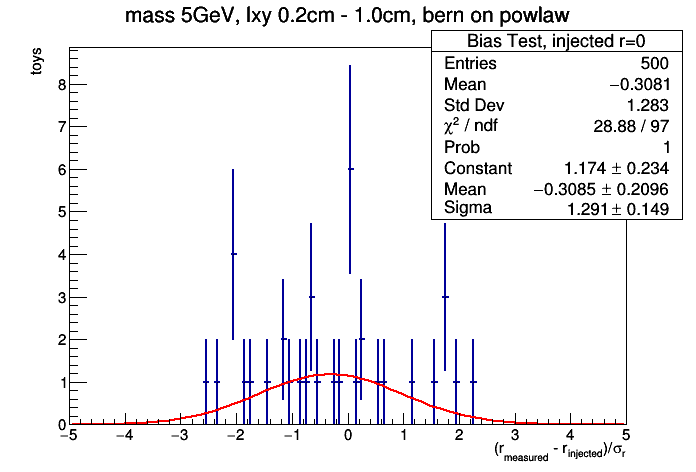 mass 5GeV, lxy 0.2cm - 1.0cm, bern on powlaw
Bias Test, injected r=0
Entries 500
Mean −0.3081
Std Dev 1.283
χ² / ndf 28.88 / 97
Prob 1
Constant 1.174 ± 0.234
Mean −0.3085 ± 0.2096
Sigma 1.291 ± 0.149
toys
8
7
6
5
4
3
2
1
0
−5 −4 −3 −2 −1 0 1 2 3 4 5
(r_measured - r_injected)/σ_r